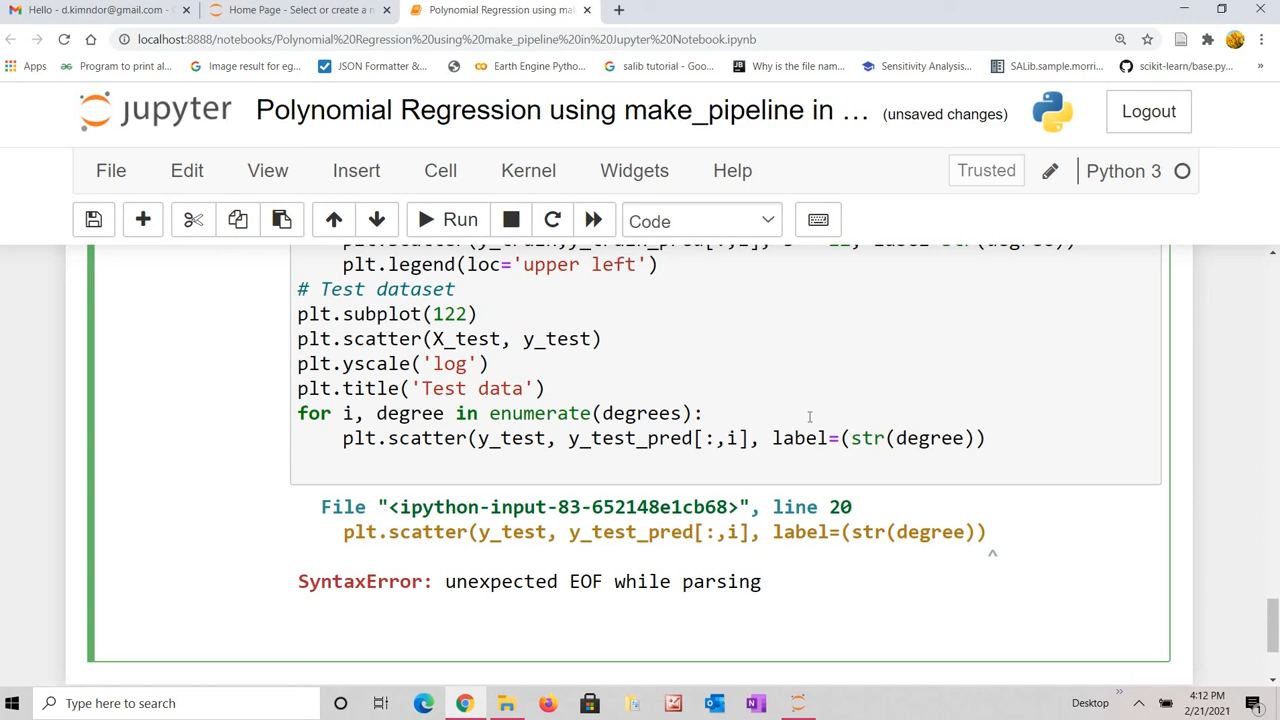 Hello - d.kimndor@gmail.com -
Home Page - Select or create a n
Polynomial Regression using mak
localhost:8888/notebooks/Polynomial%20Regression%20using%20make_pipeline%20in%20Jupyter%20Notebook.ipynb
Apps
Program to print al...
Image result for eg...
JSON Formatter &...
Earth Engine Pytho...
salib tutorial - Goo...
Why is the file nam...
Sensitivity Analysis,...
SALib.sample.morri...
scikit-learn/base.py...
»
jupyter
Polynomial Regression using make_pipeline in ... (unsaved changes)
Logout
File Edit View Insert Cell Kernel Widgets Help
Trusted
Python 3
Run
Code
plt.legend(loc='upper left')
# Test dataset
plt.subplot(122)
plt.scatter(X_test, y_test)
plt.yscale('log')
plt.title('Test data')
for i, degree in enumerate(degrees):
plt.scatter(y_test, y_test_pred[:,i], label=(str(degree))
File "<ipython-input-83-652148e1cb68>", line 20
plt.scatter(y_test, y_test_pred[:,i], label=(str(degree))
^
SyntaxError: unexpected EOF while parsing
Type here to search
Desktop »
4:12 PM
2/21/2021